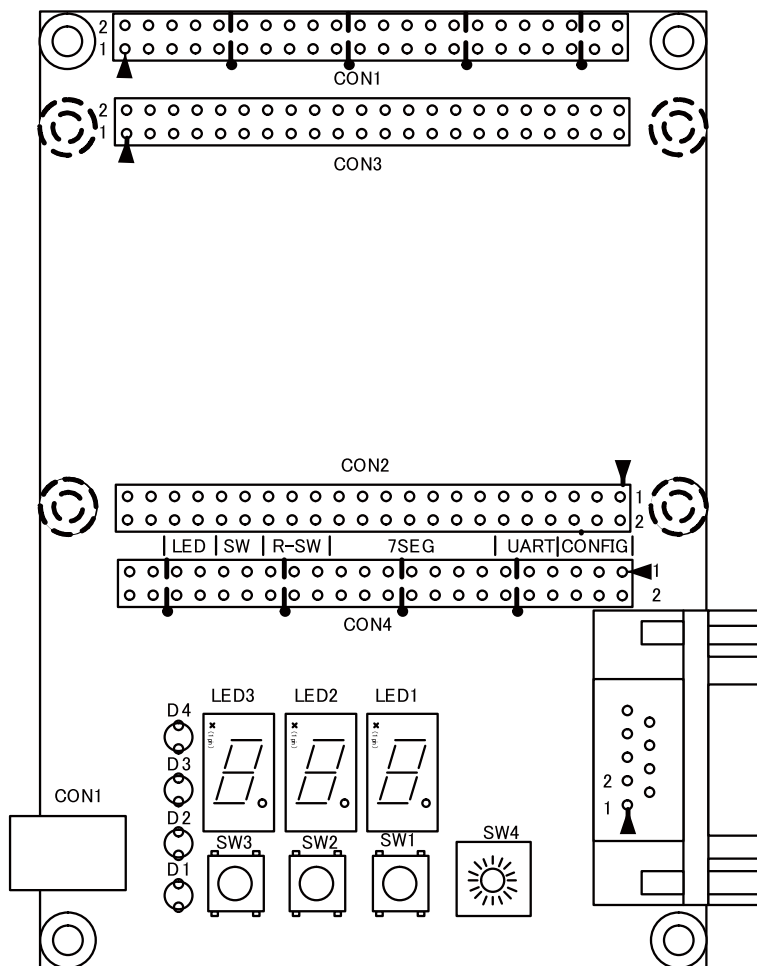 2
1
CON1
2
1
CON3
CON2
1
2
LED SW R-SW 7SEG UART CONFIG
1
2
CON4
LED3 LED2 LED1
D4
D3
CON1
2
1
D2
SW3 SW2 SW1 SW4
D1